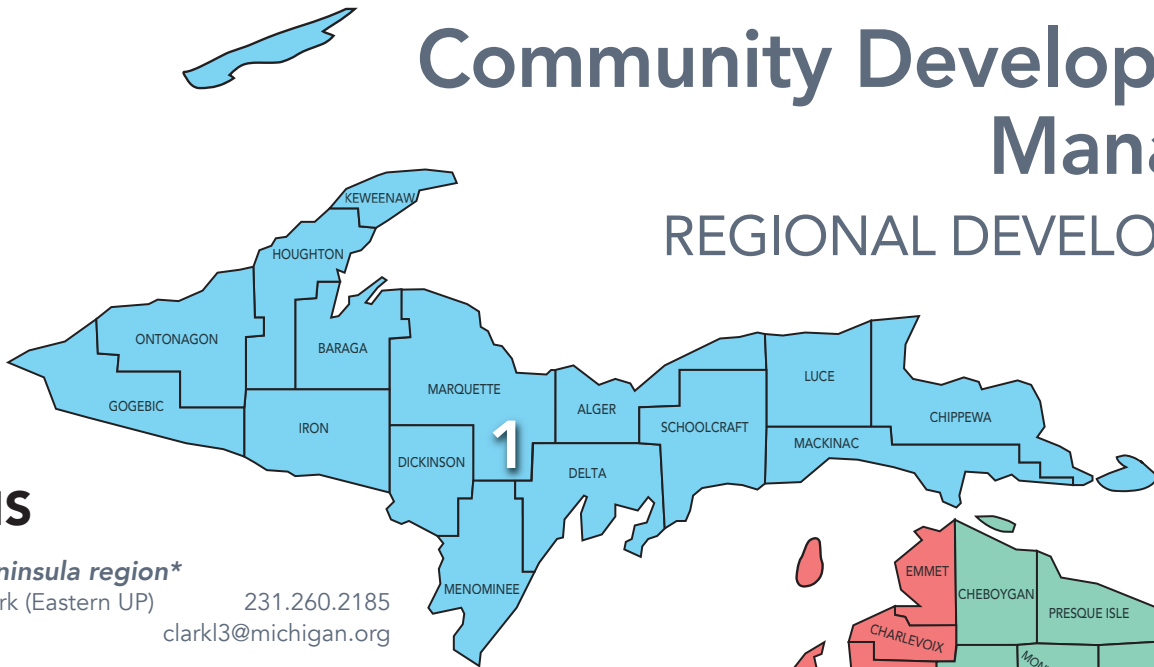 Community Develop
Mana
REGIONAL DEVELO
KEWEENAW
HOUGHTON
ONTONAGON
BARAGA
GOGEBIC
IRON
MARQUETTE
DICKINSON
1
ALGER
DELTA
SCHOOLCRAFT
LUCE
MACKINAC
CHIPPEWA
MENOMINEE
ninsula region*
rk (Eastern UP) 231.260.2185
clarkl3@michigan.org
EMMET
CHEBOYGAN
PRESQUE ISLE
CHARLEVOIX
MON